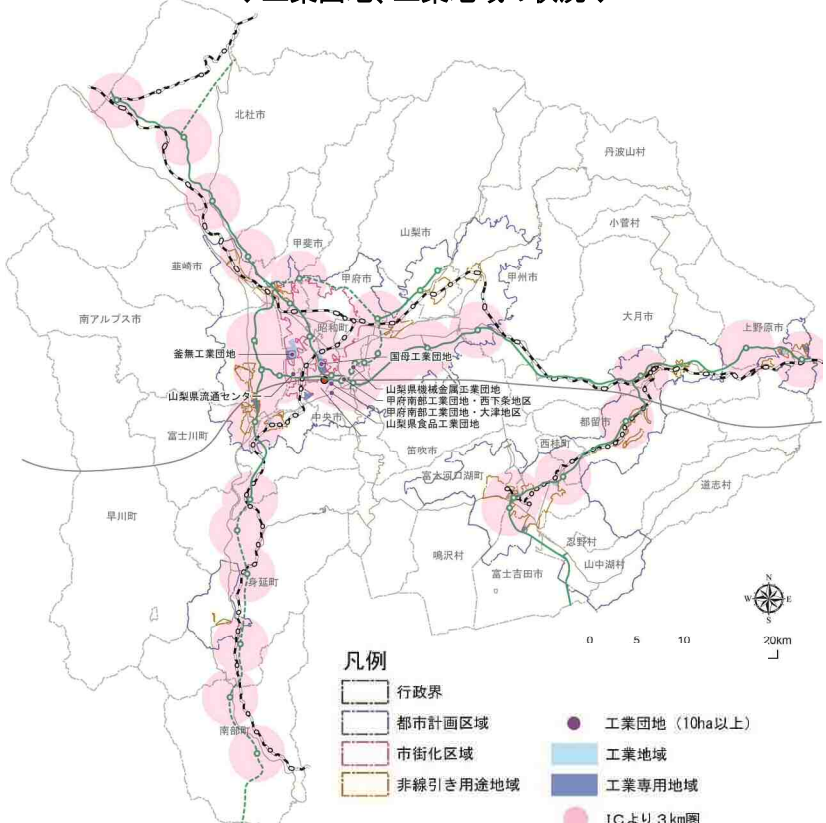 北杜市
丹波山村
小菅村
山梨市
甲斐市
甲府市
甲州市
韮崎市
大月市
南アルプス市
上野原市
昭和町
釜無工業団地
国母工業団地
山梨県流通センター
山梨県機械金属工業団地
甲府南部工業団地・西下条地区
甲府南部工業団地・大津地区
山梨県食品工業団地
中央市
都留市
富士川町
笛吹市
西桂町
富士河口湖町
道志村
早川町
忍野村
鳴沢村
山中湖村
富士吉田市
身延町
N
W E
S
0 5 10 20km
凡例
行政界
都市計画区域
工業団地（10ha以上）
南部町
市街化区域
工業地域
非線引き用途地域
工業専用地域
ICより3km圏